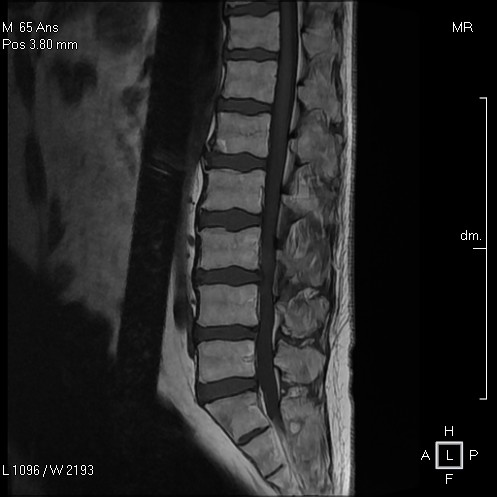 M 65 Ans
Pos 3.80 mm
MR
dm.
H
A L P
F
L 1096 / W 2193